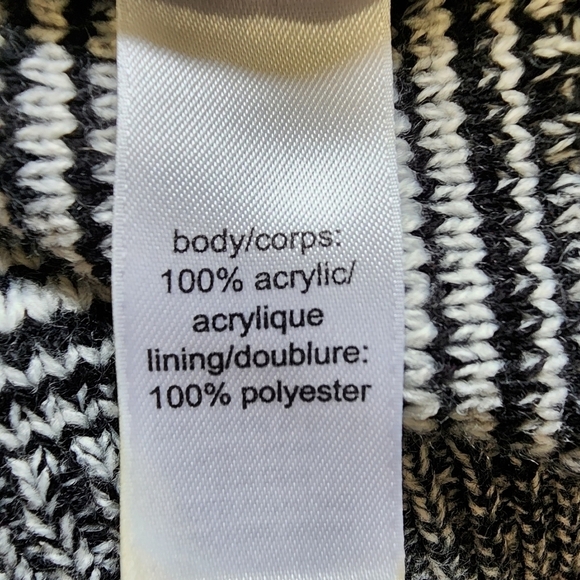 body/corps:
100% acrylic/
acrylique
lining/doublure:
100% polyester